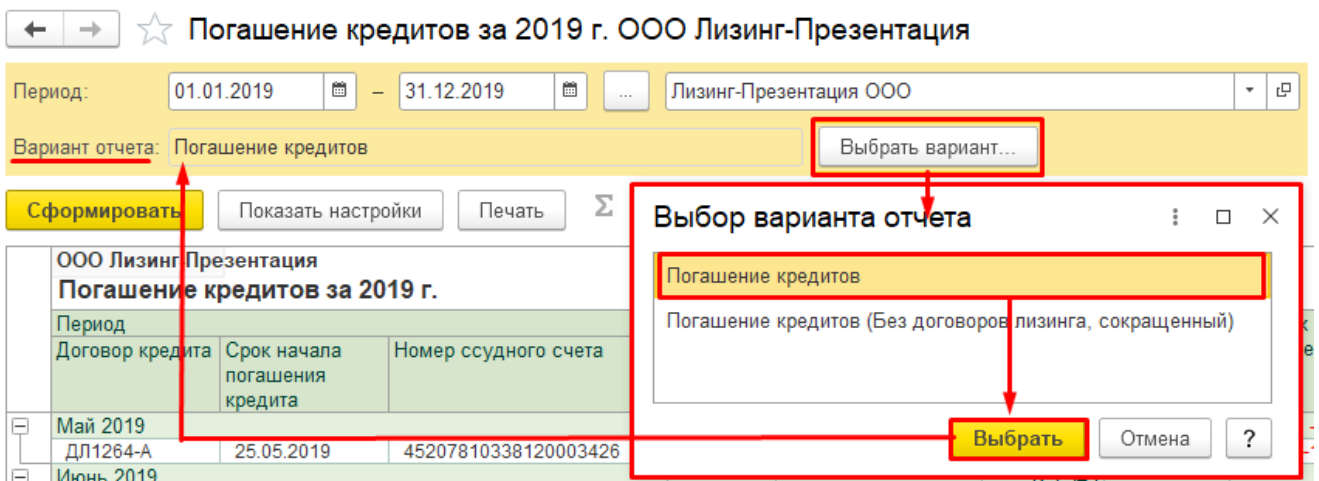 Погашение кредитов за 2019 г. ООО Лизинг-Презентация
Период: 01.01.2019 – 31.12.2019 ... Лизинг-Презентация ООО
Вариант отчета: Погашение кредитов Выбрать вариант...
Сформировать Показать настройки Печать Σ
Выбор варианта отчета
Погашение кредитов
Погашение кредитов (Без договоров лизинга, сокращенный)
Выбрать Отмена ?
ООО Лизинг-Презентация
Погашение кредитов за 2019 г.
Период
Договор кредита Срок начала Номер ссудного счета
погашения
кредита
Май 2019
ДЛ1264-А 25.05.2019 45207810338120003426
Июнь 2019